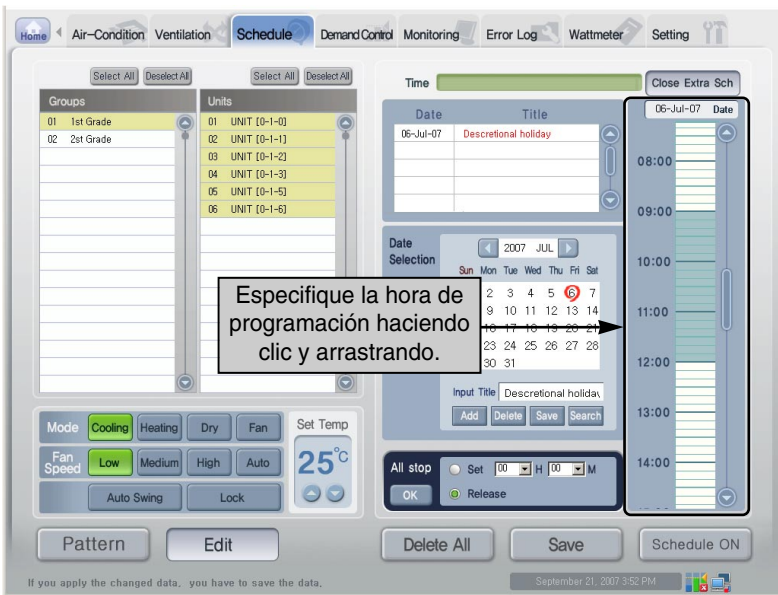 Home Air-Condition Ventilation Schedule Demand Control Monitoring Error Log Wattmeter Setting
Select All Deselect All Select All Deselect All
Groups
01 1st Grade
02 2st Grade
Units
01 UNIT [0-1-0]
02 UNIT [0-1-1]
03 UNIT [0-1-2]
04 UNIT [0-1-3]
05 UNIT [0-1-5]
06 UNIT [0-1-6]
Time
Close Extra Sch
Date Title
06-Jul-07 Descretional holiday
06-Jul-07 Date
08:00
09:00
10:00
11:00
12:00
13:00
14:00
Date
Selection
2007 JUL
Sun Mon Tue Wed Thu Fri Sat
2 3 4 5 6 7
9 10 11 12 13 14
16 17 18 19 20 21
23 24 25 26 27 28
30 31
Especifique la hora de
programación haciendo
clic y arrastrando.
Input Title Descretional holiday
Add Delete Save Search
Mode Cooling Heating Dry Fan
Fan
Speed Low Medium High Auto
Auto Swing Lock
Set Temp
25°C
All stop Set 00 H 00 M
OK Release
Pattern Edit Delete All Save Schedule ON
If you apply the changed data, you have to save the data.
September 21, 2007 3:52 PM